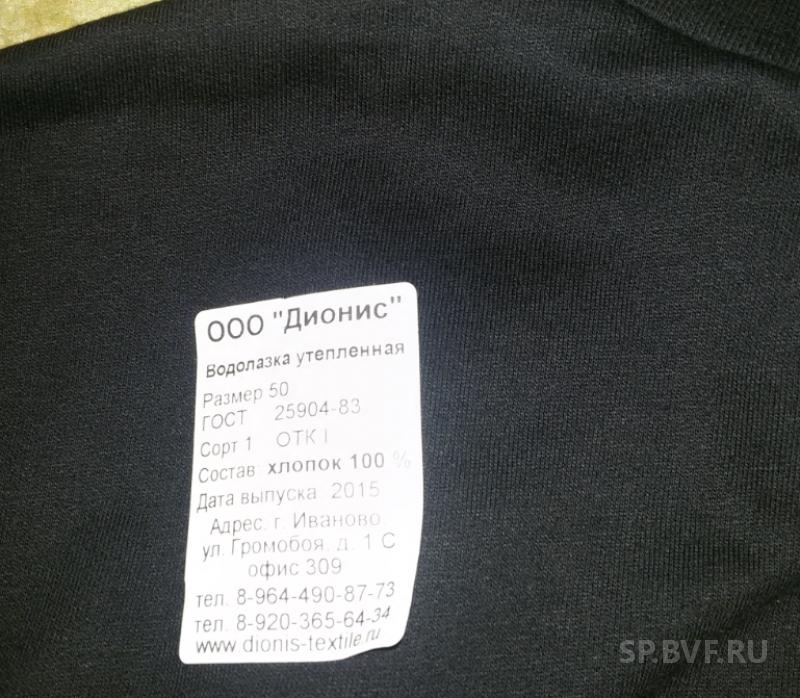 ООО "Дионис"
Водолазка утепленная
Размер 50
ГОСТ 25904-83
Сорт 1 ОТК I
Состав: хлопок 100 %
Дата выпуска: 2015
Адрес: г. Иваново,
ул. Громобоя, д. 1 С
офис 309
тел. 8-964-490-87-73
тел. 8-920-365-64-34
www.dionis-textile.ru
SP.BVF.RU